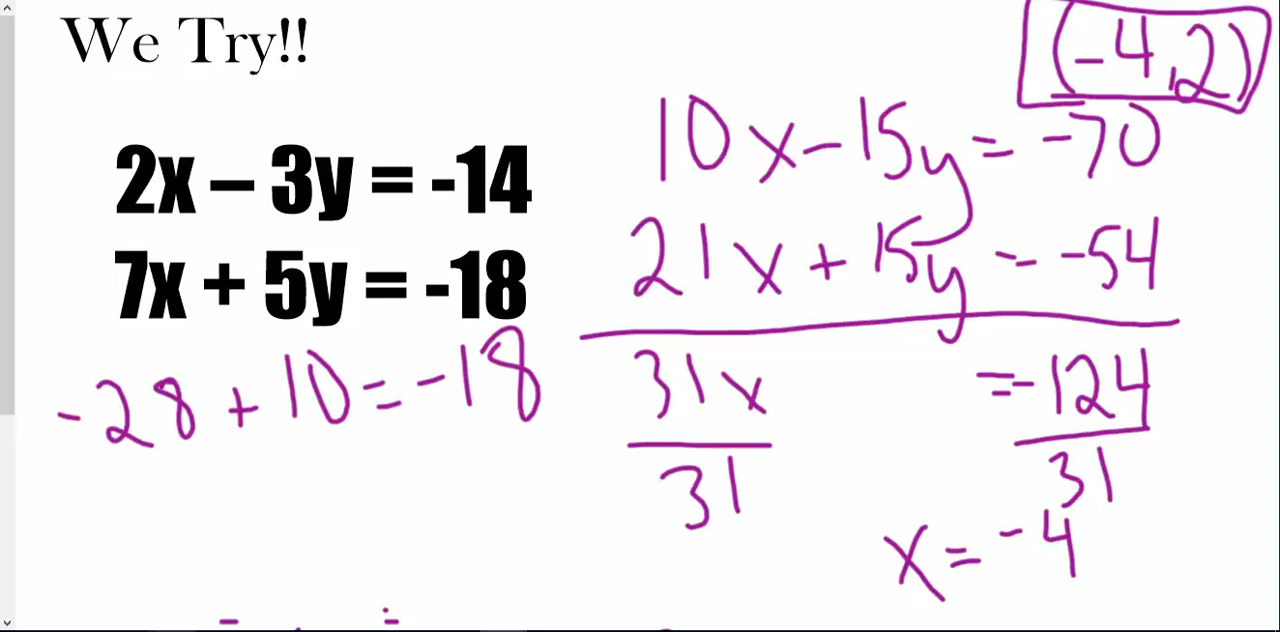 We Try!!
(-4,2)
2x – 3y = -14
7x + 5y = -18
-28 + 10 = -18
10x - 15y = -70
21x + 15y = -54
31x = -124
31 31
x = -4